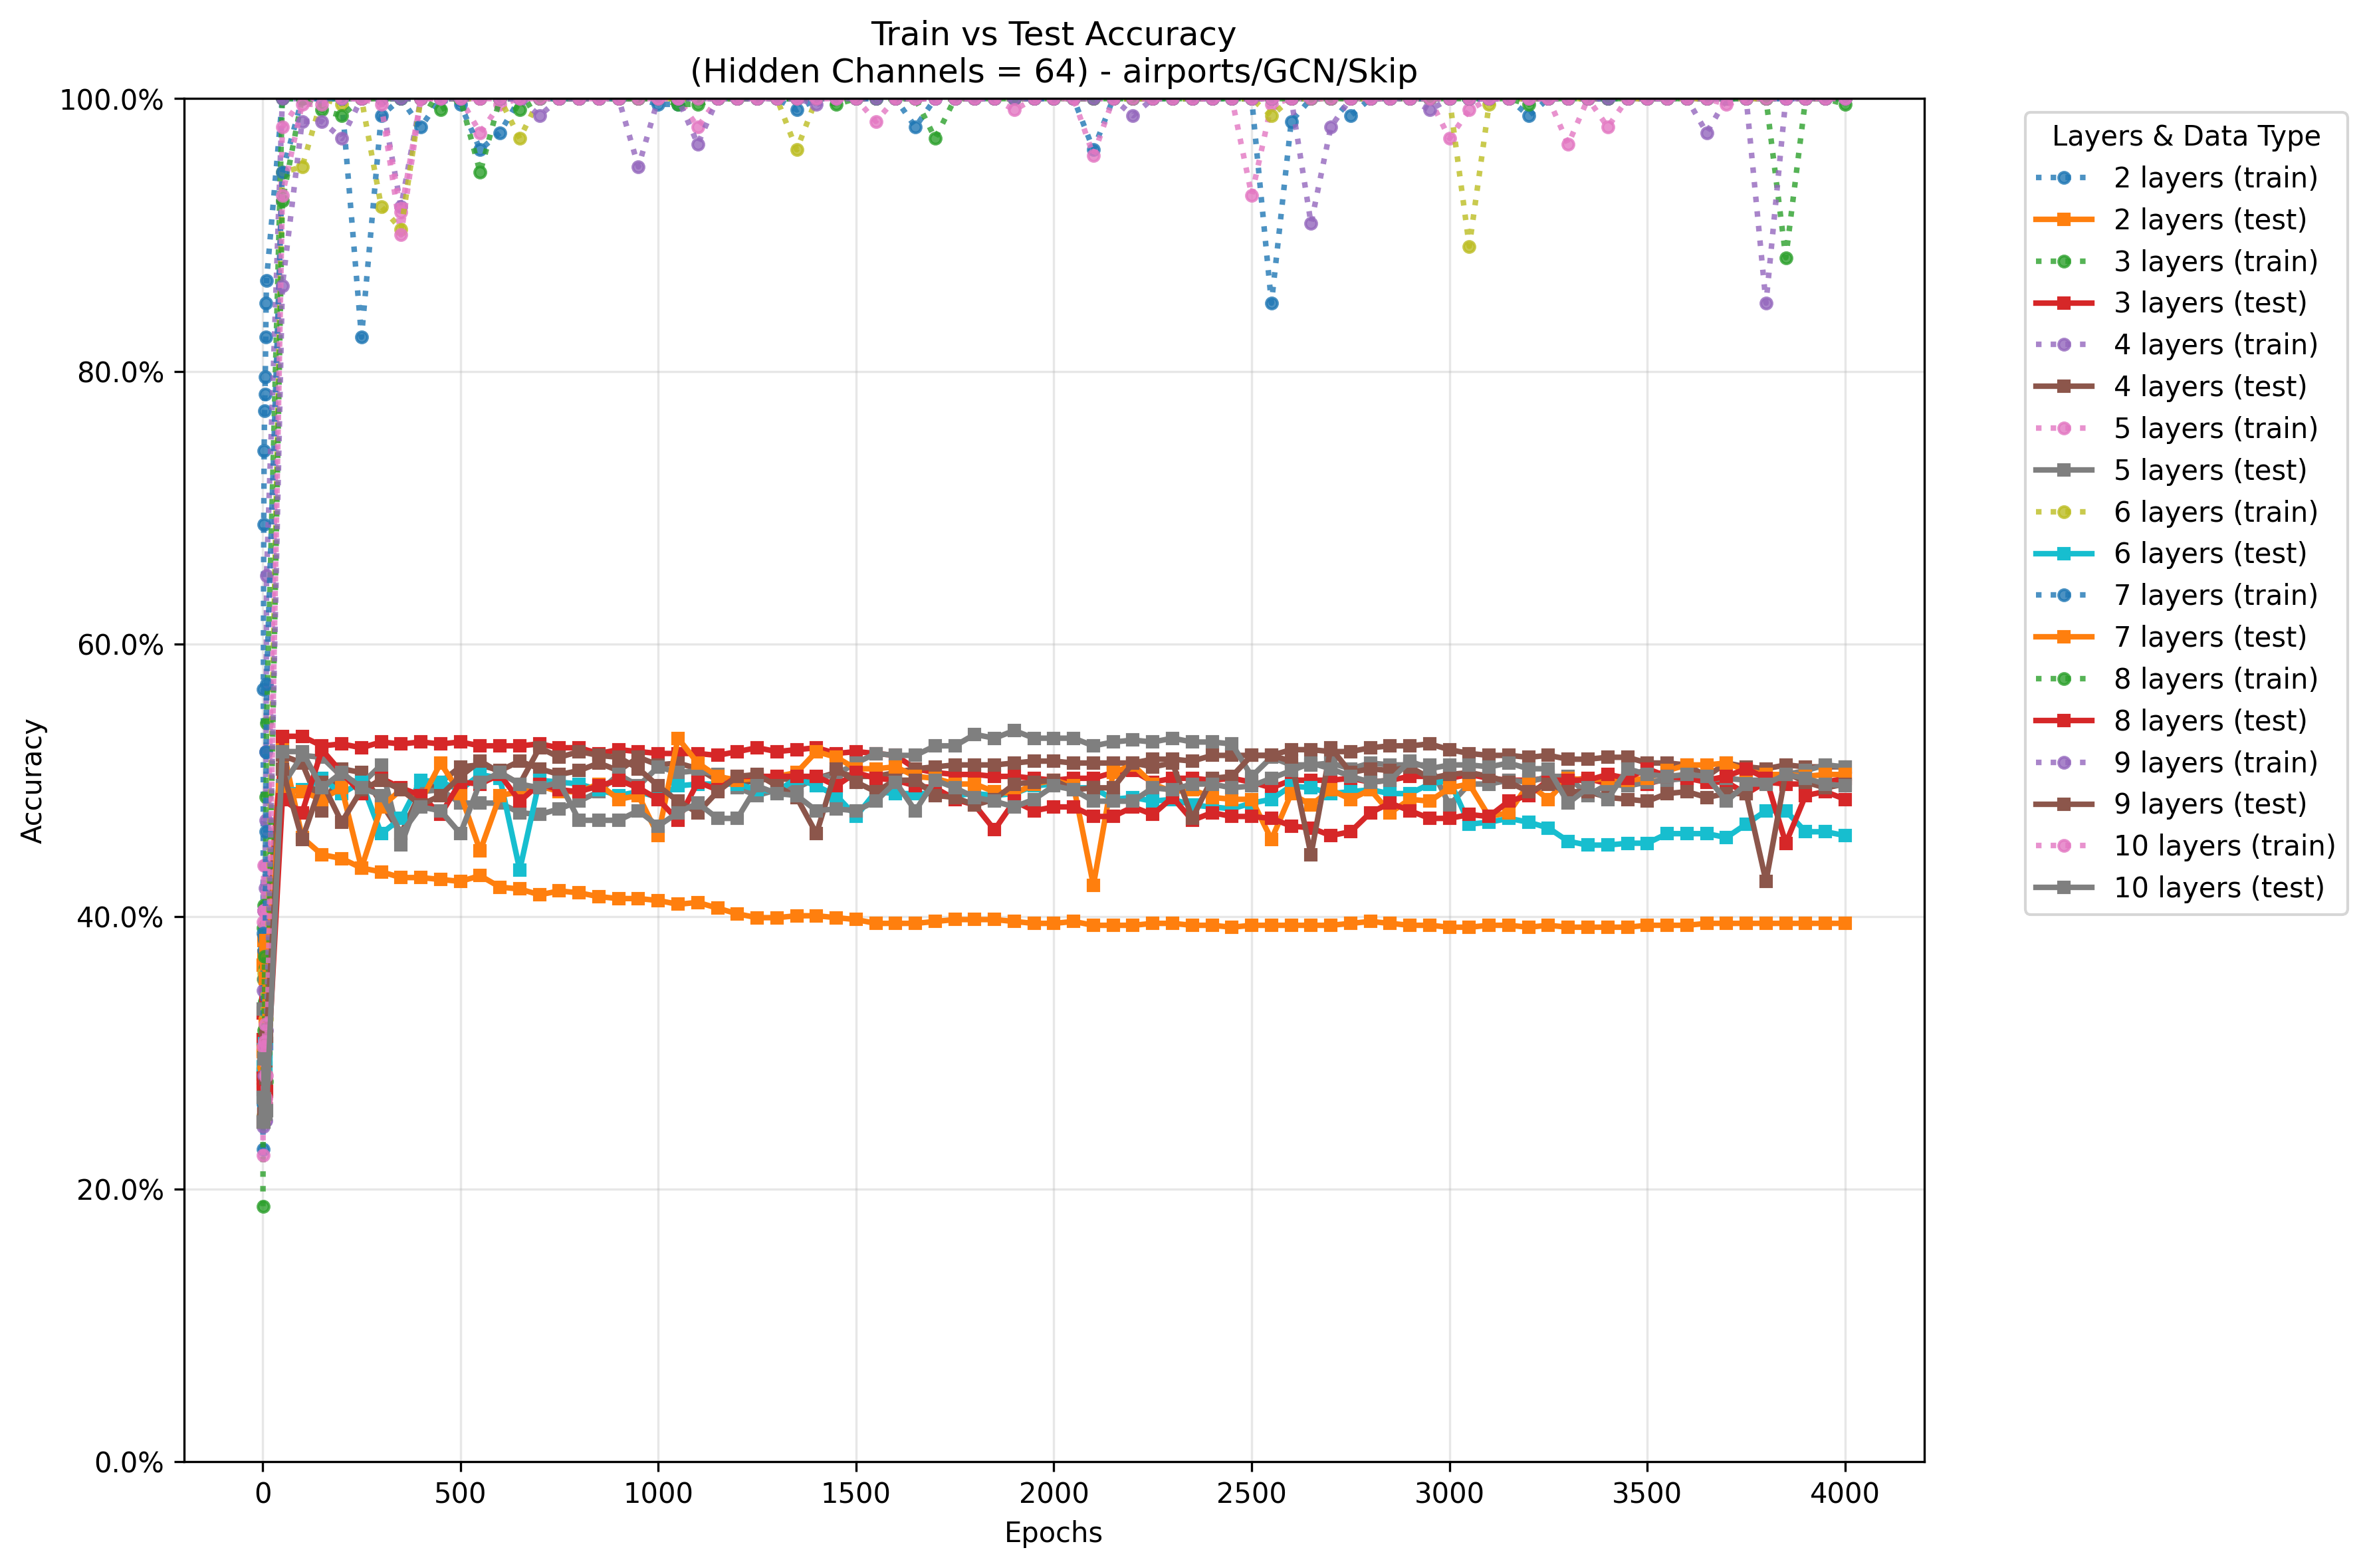 Train vs Test Accuracy
(Hidden Channels = 64) - airports/GCN/Skip
100.0%
80.0%
60.0%
40.0%
20.0%
0.0%
Accuracy
0
500
1000
1500
2000
2500
3000
3500
4000
Epochs
Layers & Data Type
2 layers (train)
2 layers (test)
3 layers (train)
3 layers (test)
4 layers (train)
4 layers (test)
5 layers (train)
5 layers (test)
6 layers (train)
6 layers (test)
7 layers (train)
7 layers (test)
8 layers (train)
8 layers (test)
9 layers (train)
9 layers (test)
10 layers (train)
10 layers (test)